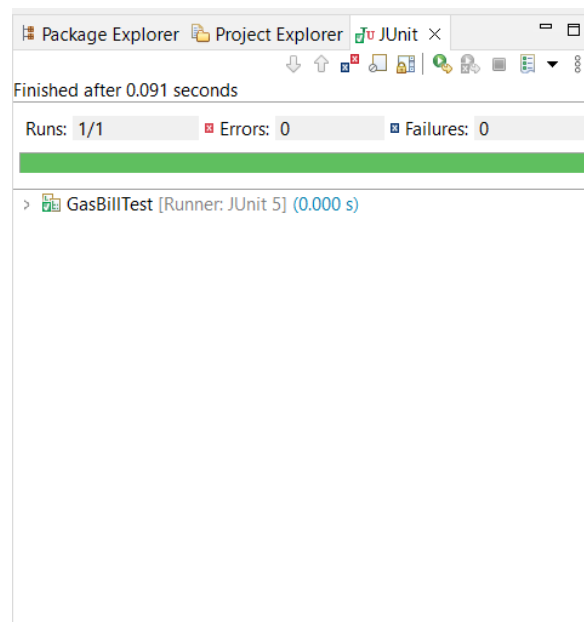 Package Explorer Project Explorer JU JUnit
Finished after 0.091 seconds
Runs: 1/1 Errors: 0 Failures: 0
GasBillTest [Runner: JUnit 5] (0.000 s)